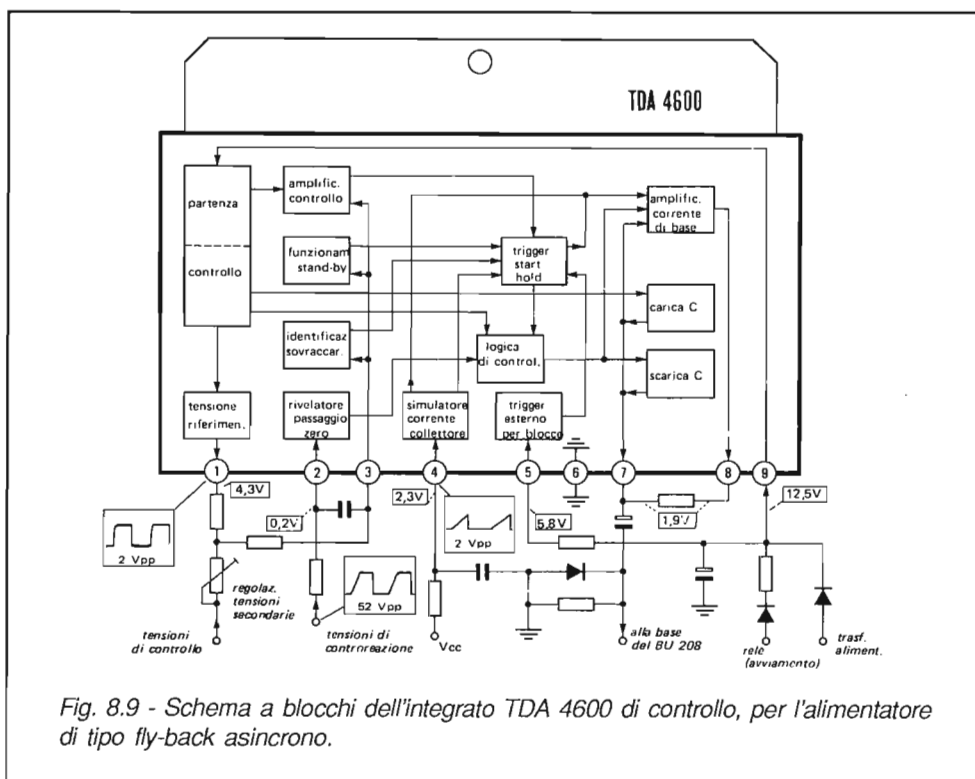 TDA 4600
partenza
controllo
amplific.
controllo
funzionam
stand-by
identificaz
sovraccar.
tensione
riferimen.
rivelatore
passaggio
zero
simulatore
corrente
collettore
trigger
esterno
per blocco
trigger
start
hold
logica
di control.
amplific.
corrente
di base
carica C
scarica C
1
2
3
4
5
6
7
8
9
4,3V
0,2V
2,3V
5,8V
1,9V
12,5V
2 Vpp
52 Vpp
2 Vpp
regolaz.
tensioni
secondarie
tensioni
di controllo
tensioni di
controreazione
Vcc
alla base
del BU 208
relè
(avviamento)
trasf.
aliment.
Fig. 8.9 - Schema a blocchi dell'integrato TDA 4600 di controllo, per l'alimentatore
di tipo fly-back asincrono.